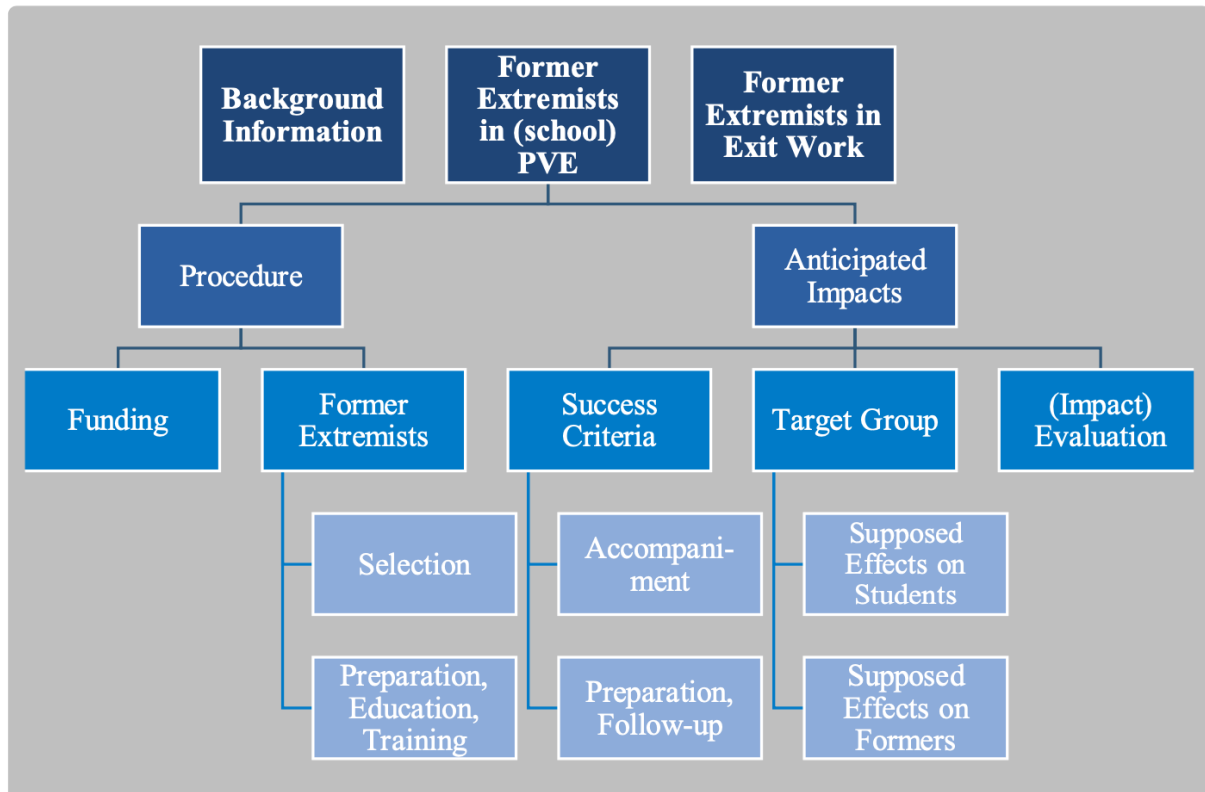 Background
Information
Former
Extremists
in (school)
PVE
Former
Extremists in
Exit Work
Procedure
Anticipated
Impacts
Funding
Former
Extremists
Success
Criteria
Target Group
(Impact)
Evaluation
Selection
Accompani-
ment
Supposed
Effects on
Students
Preparation,
Education,
Training
Preparation,
Follow-up
Supposed
Effects on
Formers